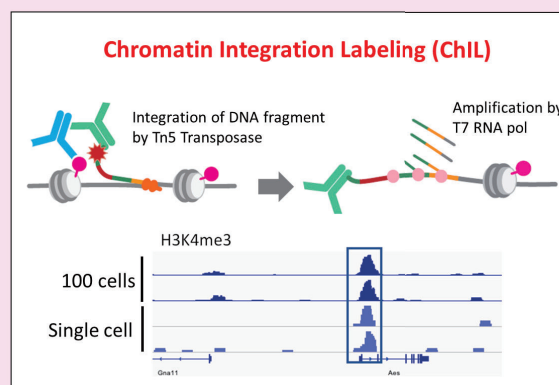 Chromatin Integration Labeling (ChIL)
Integration of DNA fragment
by Tn5 Transposase
Amplification by
T7 RNA pol
H3K4me3
100 cells
Single cell
Gna11
Aes